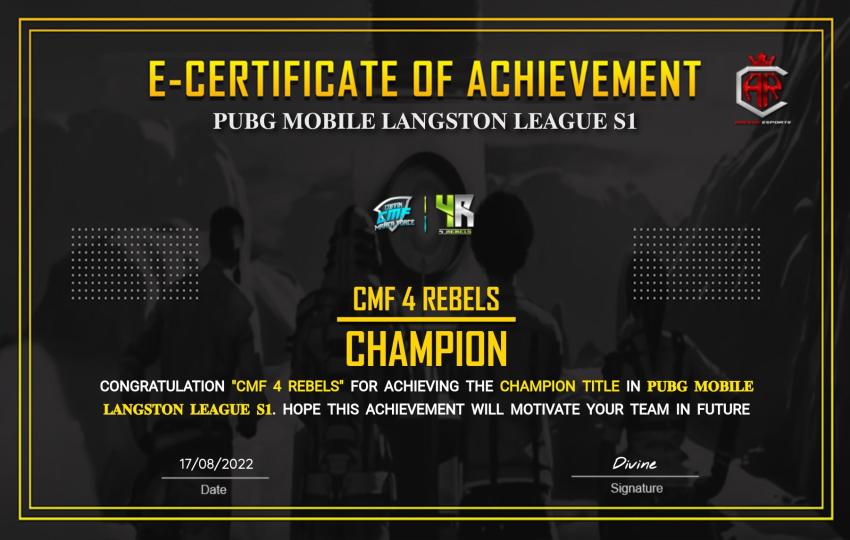 E-CERTIFICATE OF ACHIEVEMENT
PUBG MOBILE LANGSTON LEAGUE S1
CMF
4R
CMF 4 REBELS
CHAMPION
CONGRATULATION "CMF 4 REBELS" FOR ACHIEVING THE CHAMPION TITLE IN PUBG MOBILE
LANGSTON LEAGUE S1. HOPE THIS ACHIEVEMENT WILL MOTIVATE YOUR TEAM IN FUTURE
17/08/2022
Date
Divine
Signature